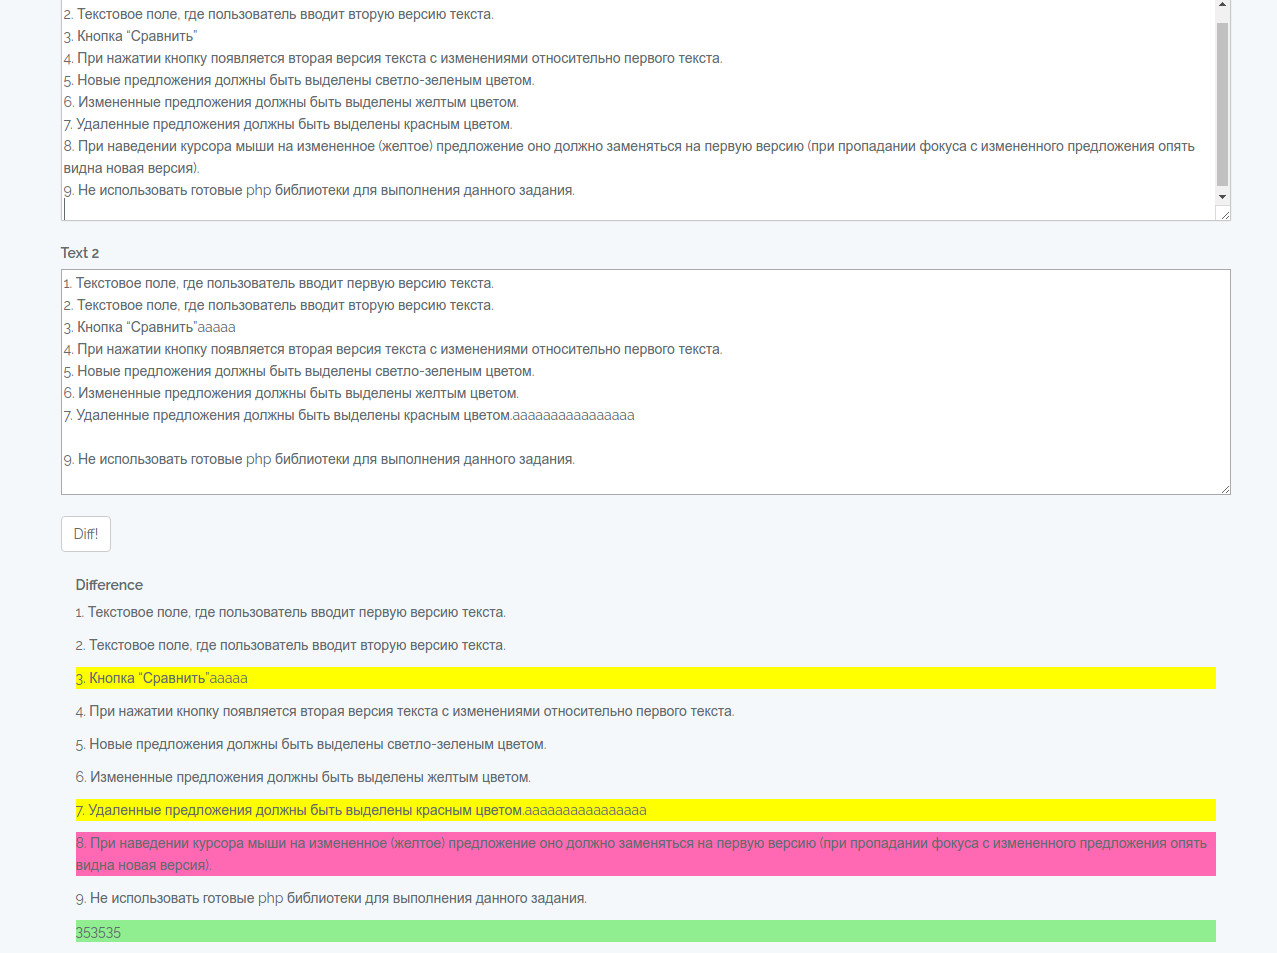 2. Текстовое поле, где пользователь вводит вторую версию текста.
3. Кнопка “Сравнить”
4. При нажатии кнопку появляется вторая версия текста с изменениями относительно первого текста.
5. Новые предложения должны быть выделены светло-зеленым цветом.
6. Измененные предложения должны быть выделены желтым цветом.
7. Удаленные предложения должны быть выделены красным цветом.
8. При наведении курсора мыши на измененное (желтое) предложение оно должно заменяться на первую версию (при пропадании фокуса с измененного предложения опять
видна новая версия).
9. Не использовать готовые php библиотеки для выполнения данного задания.
Text 2
1. Текстовое поле, где пользователь вводит первую версию текста.
2. Текстовое поле, где пользователь вводит вторую версию текста.
3. Кнопка “Сравнить”aaaaa
4. При нажатии кнопку появляется вторая версия текста с изменениями относительно первого текста.
5. Новые предложения должны быть выделены светло-зеленым цветом.
6. Измененные предложения должны быть выделены желтым цветом.
7. Удаленные предложения должны быть выделены красным цветом.aaaaaaaaaaaaaaaa
9. Не использовать готовые php библиотеки для выполнения данного задания.
Diff!
Difference
1. Текстовое поле, где пользователь вводит первую версию текста.
2. Текстовое поле, где пользователь вводит вторую версию текста.
3. Кнопка “Сравнить”aaaaa
4. При нажатии кнопку появляется вторая версия текста с изменениями относительно первого текста.
5. Новые предложения должны быть выделены светло-зеленым цветом.
6. Измененные предложения должны быть выделены желтым цветом.
7. Удаленные предложения должны быть выделены красным цветом.aaaaaaaaaaaaaaaa
8. При наведении курсора мыши на измененное (желтое) предложение оно должно заменяться на первую версию (при пропадании фокуса с измененного предложения опять
видна новая версия).
9. Не использовать готовые php библиотеки для выполнения данного задания.
353535